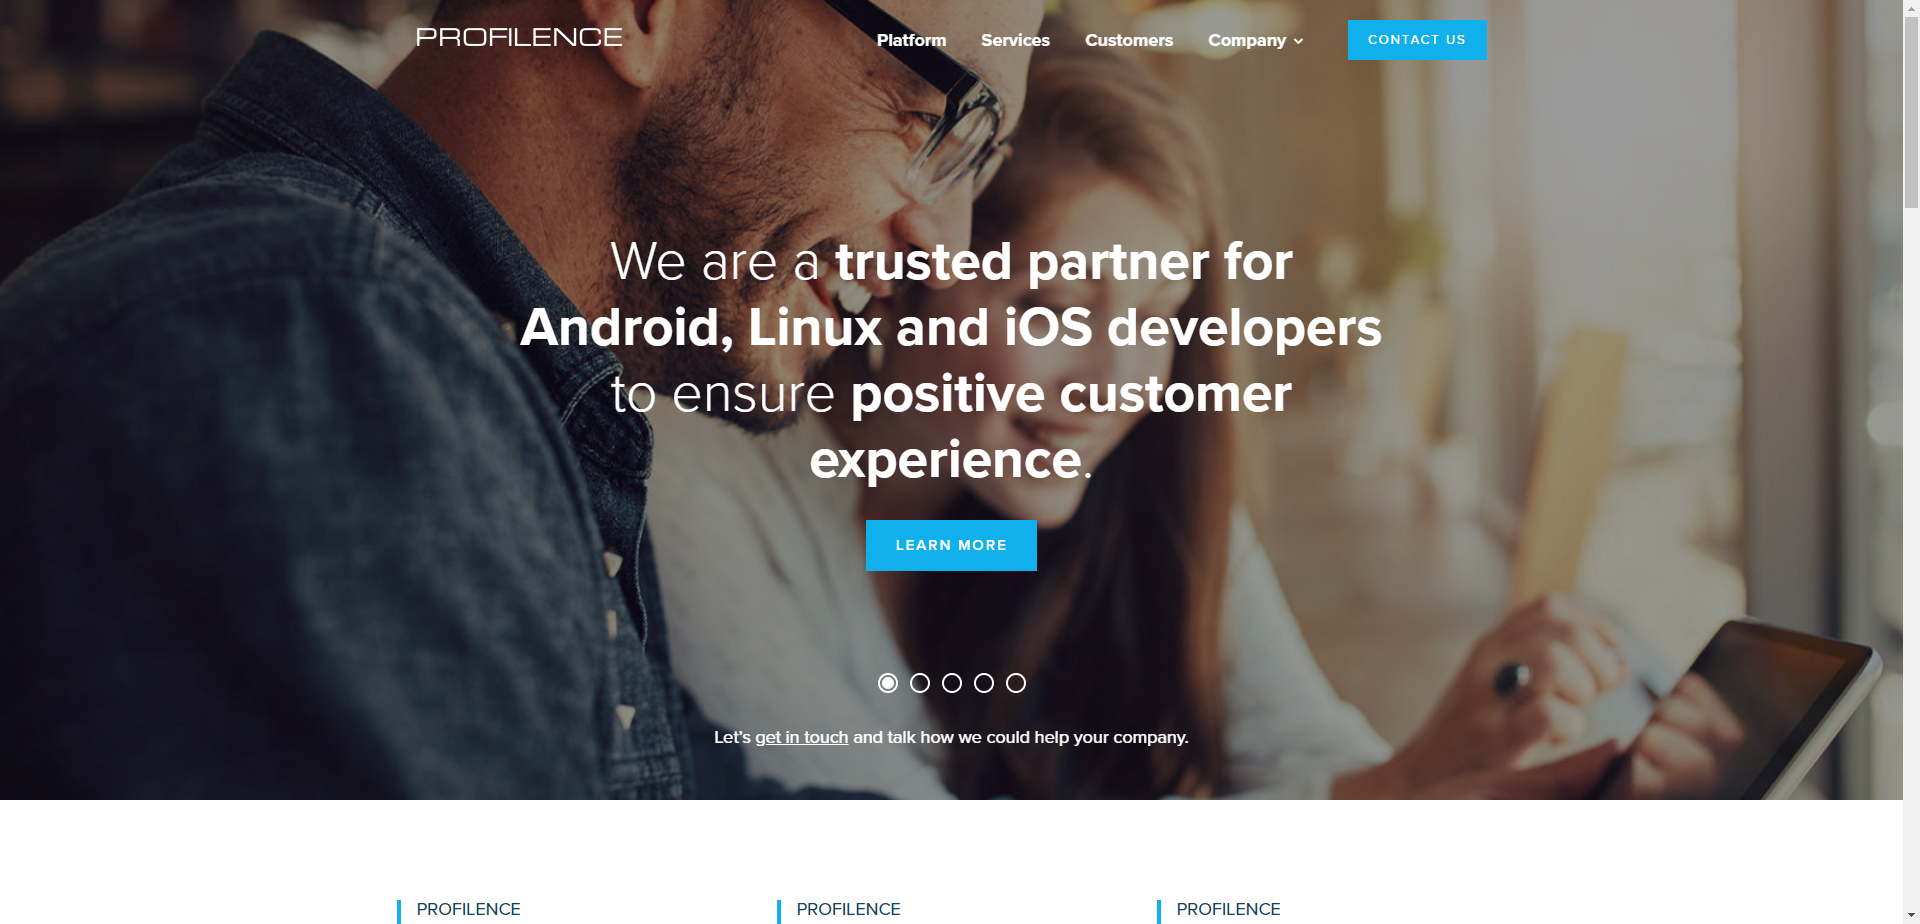 PROFILENCE
Platform Services Customers Company CONTACT US
We are a trusted partner for
Android, Linux and iOS developers
to ensure positive customer
experience.
LEARN MORE
Let's get in touch and talk how we could help your company.
PROFILENCE PROFILENCE PROFILENCE